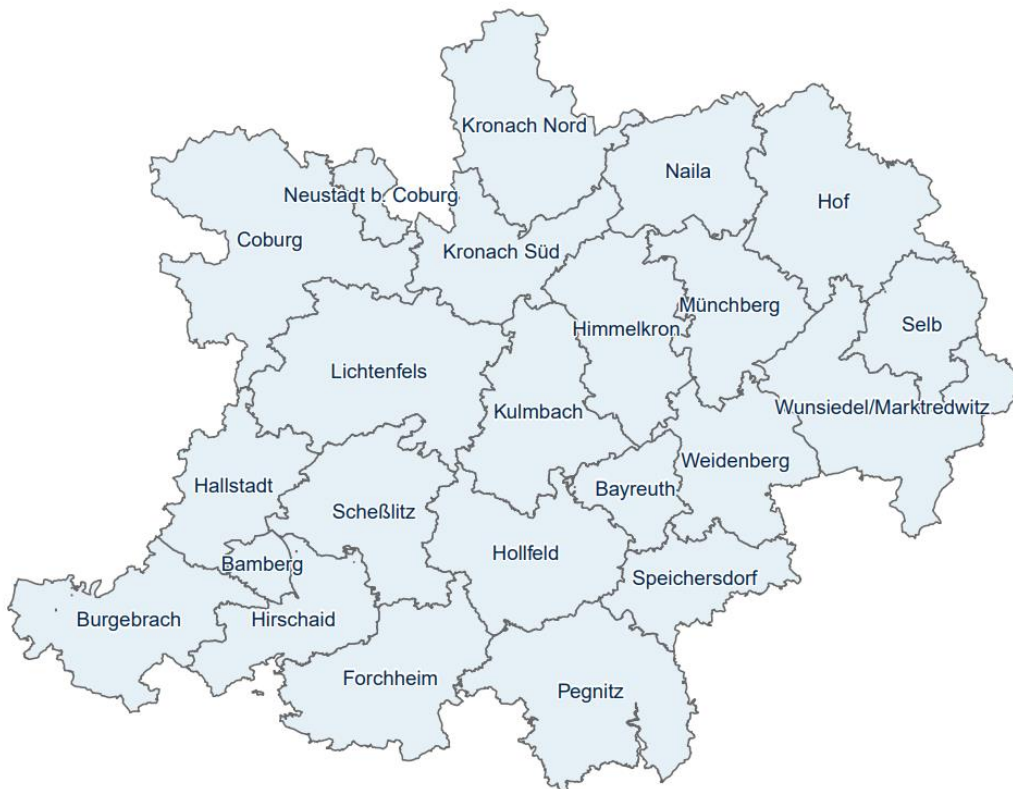 Kronach Nord
Naila
Neustadt b. Coburg
Hof
Coburg
Kronach Süd
Münchberg
Himmelkron
Selb
Lichtenfels
Kulmbach
Wunsiedel/Marktredwitz
Weidenberg
Hallstadt
Bayreuth
Scheßlitz
Hollfeld
Bamberg
Speichersdorf
Burgebrach
Hirschaid
Forchheim
Pegnitz